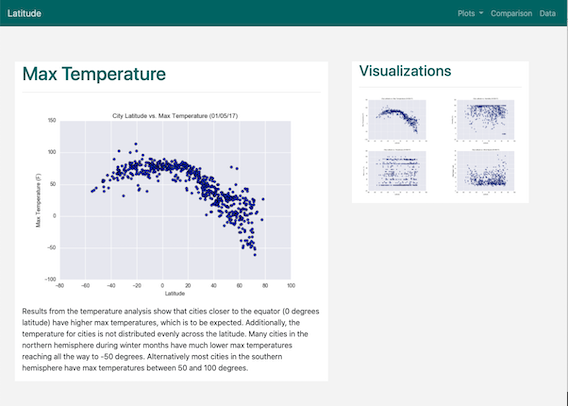 Latitude
Plots Comparison Data
Max Temperature
City Latitude vs. Max Temperature (01/05/17)
150
100
50
0
−50
−100
−80 −60 −40 −20 0 20 40 60 80 100
Max Temperature (F)
Latitude
Results from the temperature analysis show that cities closer to the equator (0 degrees
latitude) have higher max temperatures, which is to be expected. Additionally, the
temperature for cities is not distributed evenly across the latitude. Many cities in the
northern hemisphere during winter months have much lower max temperatures
reaching all the way to -50 degrees. Alternatively most cities in the southern
hemisphere have max temperatures between 50 and 100 degrees.
Visualizations